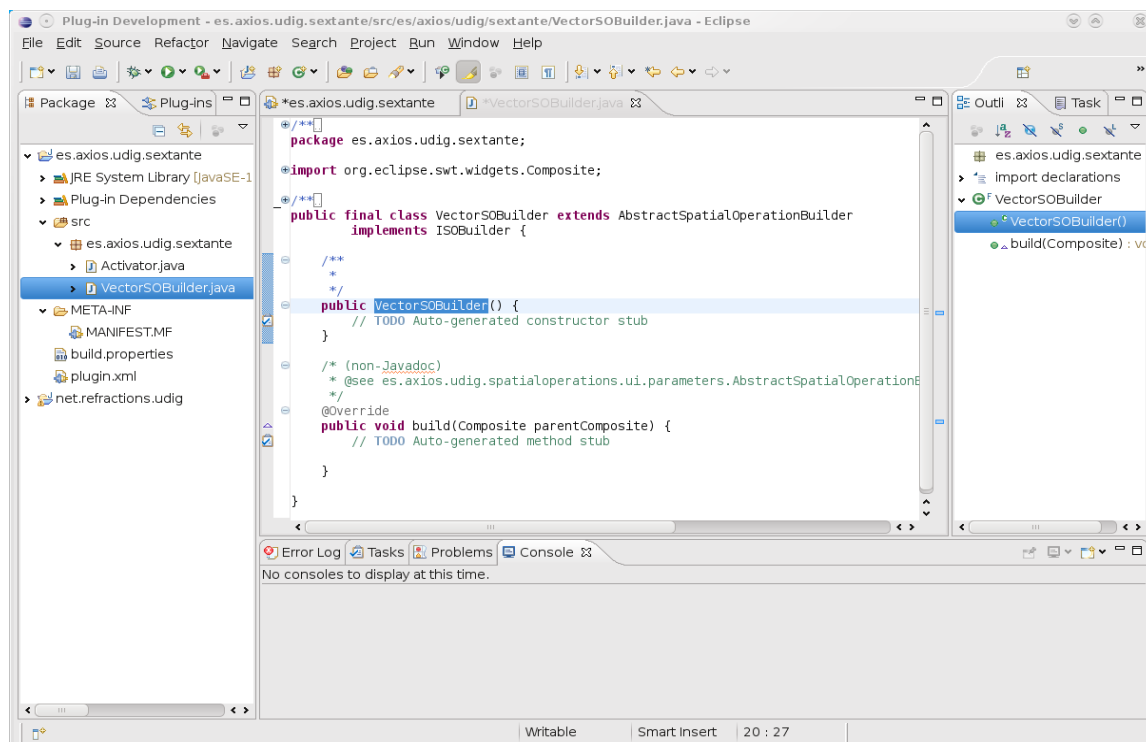 Plug-in Development - es.axios.udig.sextante/src/es/axios/udig/sextante/VectorSOBuilder.java - Eclipse
File Edit Source Refactor Navigate Search Project Run Window Help
Package Plug-ins
*es.axios.udig.sextante *VectorSOBuilder.java
Outli Task
es.axios.udig.sextante
JRE System Library [JavaSE-1
Plug-in Dependencies
src
es.axios.udig.sextante
Activator.java
VectorSOBuilder.java
META-INF
MANIFEST.MF
build.properties
plugin.xml
net.refractions.udig
/**
package es.axios.udig.sextante;
import org.eclipse.swt.widgets.Composite;
/**
public final class VectorSOBuilder extends AbstractSpatialOperationBuilder
implements ISOBuilder {
/**
*
*/
public VectorSOBuilder() {
// TODO Auto-generated constructor stub
}
/* (non-Javadoc)
* @see es.axios.udig.spatialoperations.ui.parameters.AbstractSpatialOperationB
*/
@Override
public void build(Composite parentComposite) {
// TODO Auto-generated method stub
}
}
es.axios.udig.sextante
import declarations
VectorSOBuilder
VectorSOBuilder()
build(Composite) : vo
Error Log Tasks Problems Console
No consoles to display at this time.
Writable Smart Insert 20 : 27